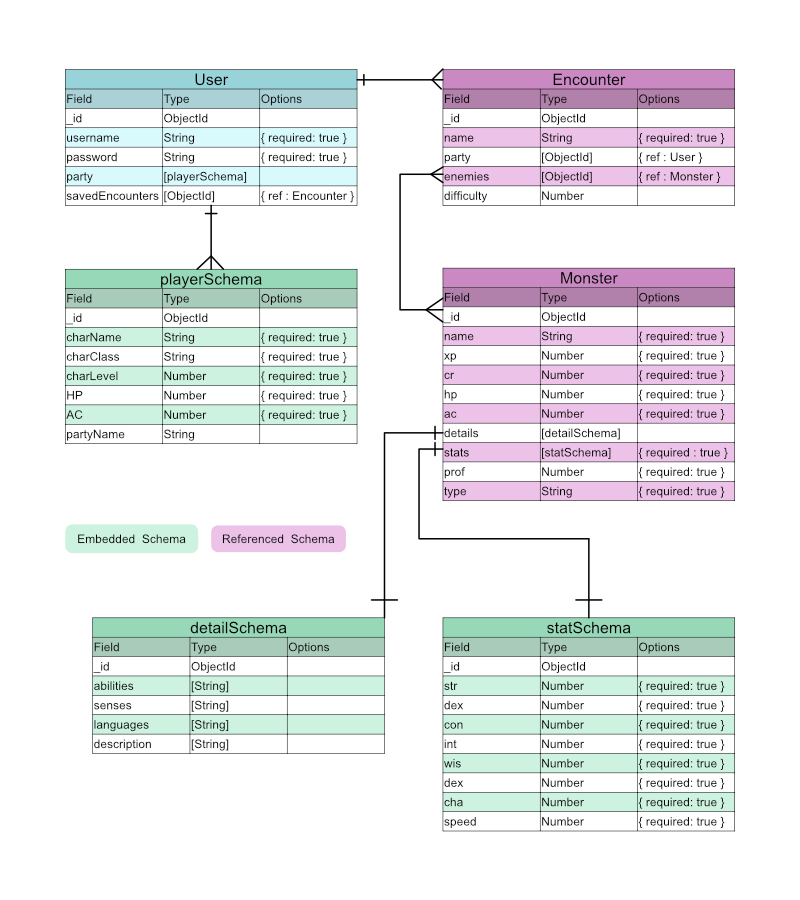 User
Field Type Options
_id ObjectId
username String { required: true }
password String { required: true }
party [playerSchema]
savedEncounters [ObjectId] { ref : Encounter }
Encounter
Field Type Options
_id ObjectId
name String { required: true }
party [ObjectId] { ref : User }
enemies [ObjectId] { ref : Monster }
difficulty Number
playerSchema
Field Type Options
_id ObjectId
charName String { required: true }
charClass String { required: true }
charLevel Number { required: true }
HP Number { required: true }
AC Number { required: true }
partyName String
Monster
Field Type Options
_id ObjectId
name String { required: true }
xp Number { required: true }
cr Number { required: true }
hp Number { required: true }
ac Number { required: true }
details [detailSchema]
stats [statSchema] { required : true }
prof Number { required: true }
type String { required: true }
Embedded Schema
Referenced Schema
detailSchema
Field Type Options
_id ObjectId
abilities [String]
senses [String]
languages [String]
description [String]
statSchema
Field Type Options
_id ObjectId
str Number { required: true }
dex Number { required: true }
con Number { required: true }
int Number { required: true }
wis Number { required: true }
dex Number { required: true }
cha Number { required: true }
speed Number { required: true }